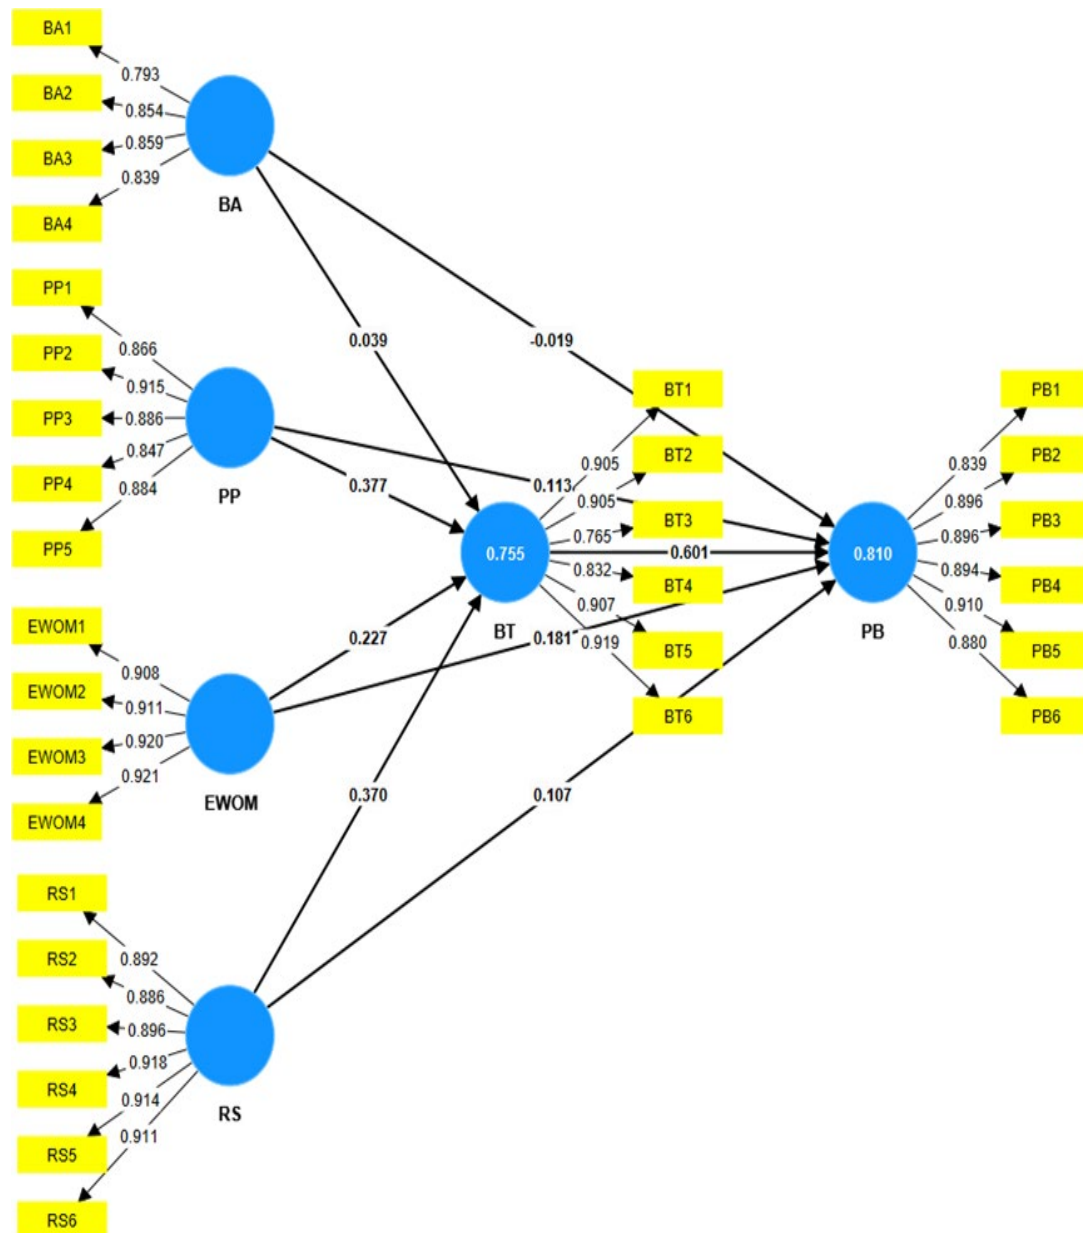 BA1
0.793
BA2
0.854
BA3
0.859
0.839
BA4
BA
PP1
0.866
PP2
0.915
PP3
0.886
0.847
PP4
0.884
PP5
PP
EWOM1
0.908
EWOM2
0.911
0.920
EWOM3
0.921
EWOM4
EWOM
RS1
0.892
RS2
0.886
RS3
0.896
0.918
RS4
0.914
0.911
RS5
RS6
RS
0.039
-0.019
0.377
0.113
0.227
0.181
0.370
0.107
0.755
BT
0.601
BT1
0.905
BT2
0.905
BT3
0.765
0.832
BT4
0.907
0.919
BT5
BT6
0.810
PB
PB1
0.839
PB2
0.896
PB3
0.896
0.894
PB4
0.910
0.880
PB5
PB6